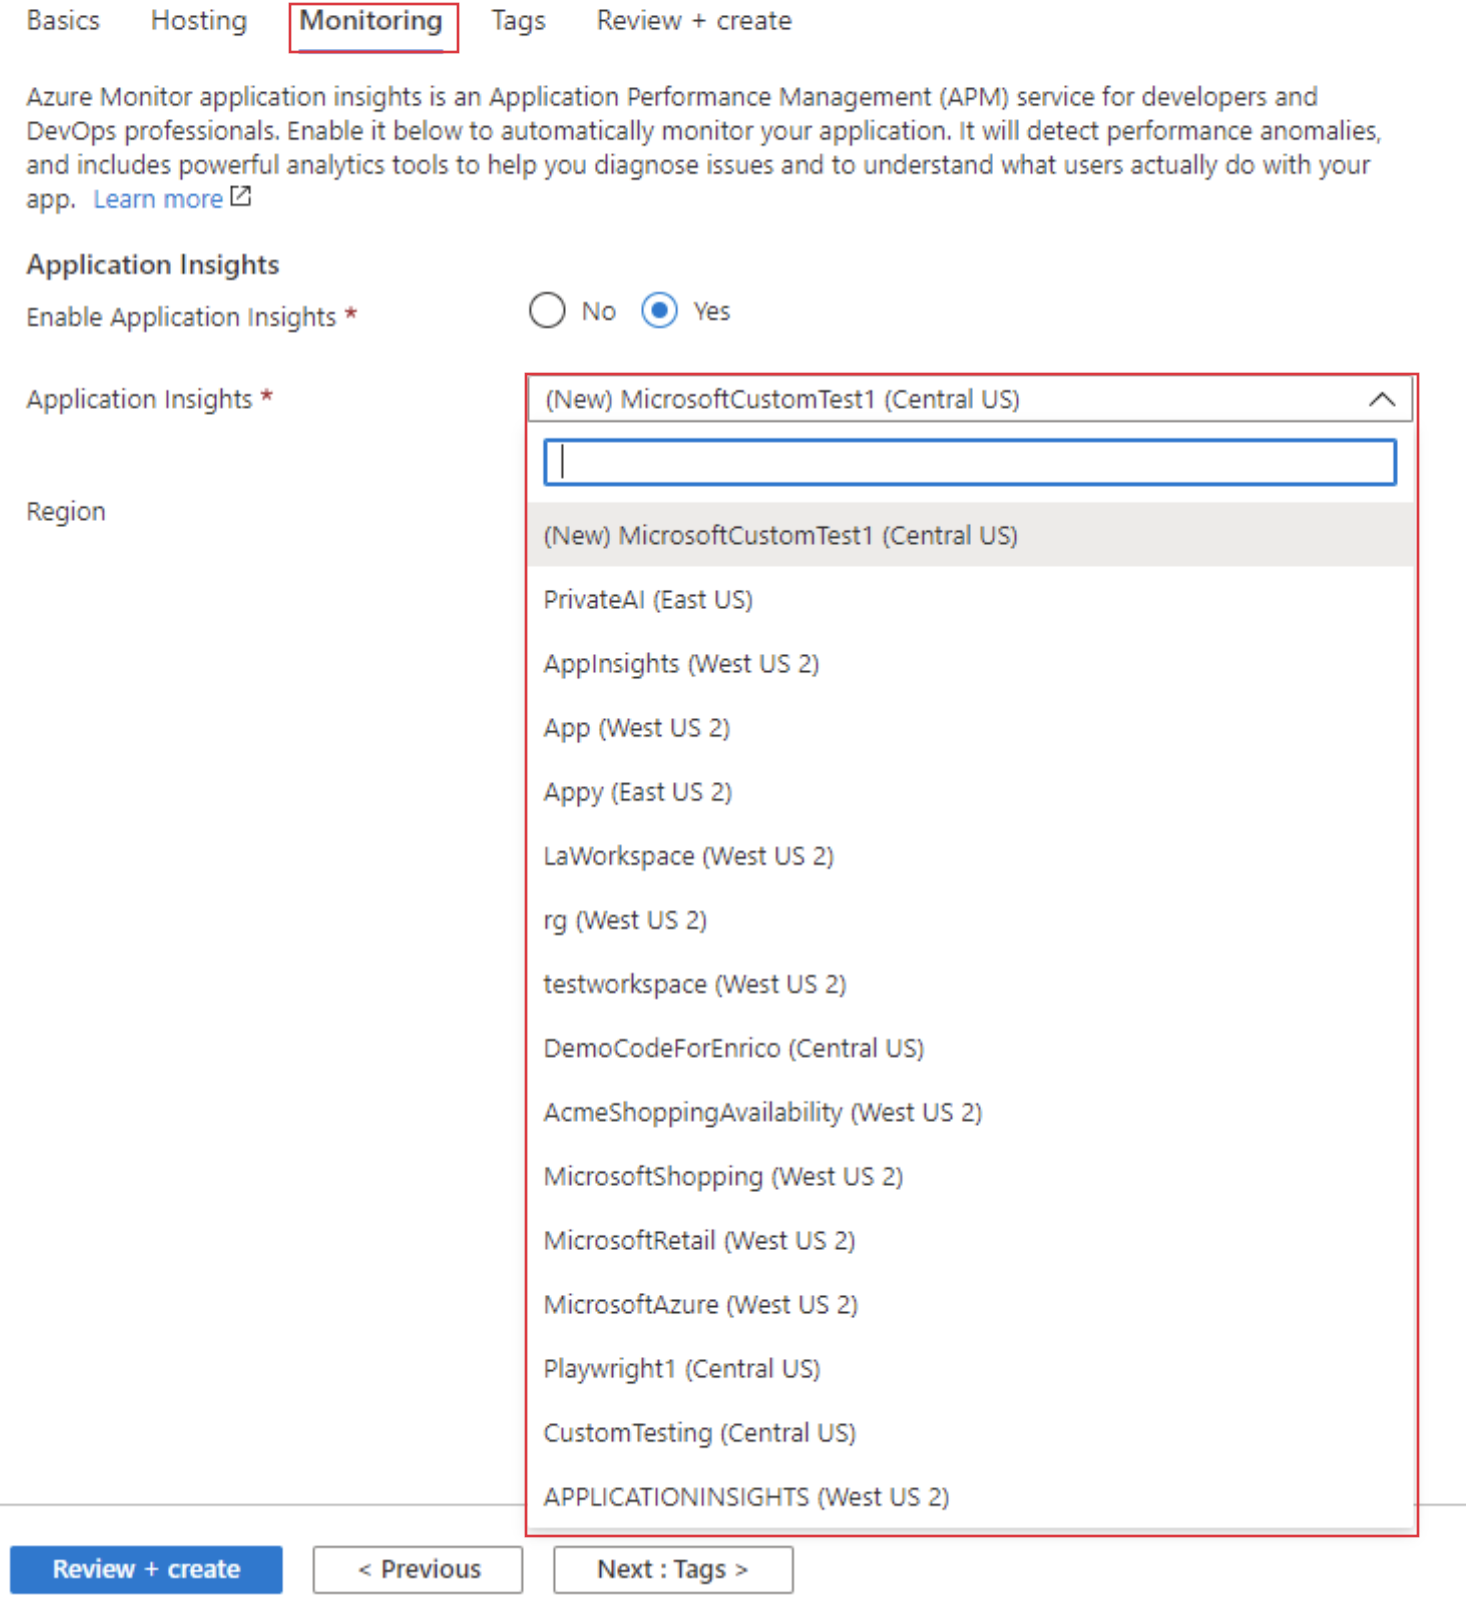 Basics Hosting Monitoring Tags Review + create
Azure Monitor application insights is an Application Performance Management (APM) service for developers and
DevOps professionals. Enable it below to automatically monitor your application. It will detect performance anomalies,
and includes powerful analytics tools to help you diagnose issues and to understand what users actually do with your
app. Learn more
Application Insights
Enable Application Insights * No Yes
Application Insights * (New) MicrosoftCustomTest1 (Central US)
Region
(New) MicrosoftCustomTest1 (Central US)
PrivateAI (East US)
AppInsights (West US 2)
App (West US 2)
Appy (East US 2)
LaWorkspace (West US 2)
rg (West US 2)
testworkspace (West US 2)
DemoCodeForEnrico (Central US)
AcmeShoppingAvailability (West US 2)
MicrosoftShopping (West US 2)
MicrosoftRetail (West US 2)
MicrosoftAzure (West US 2)
Playwright1 (Central US)
CustomTesting (Central US)
APPLICATIONINSIGHTS (West US 2)
Review + create < Previous Next : Tags >